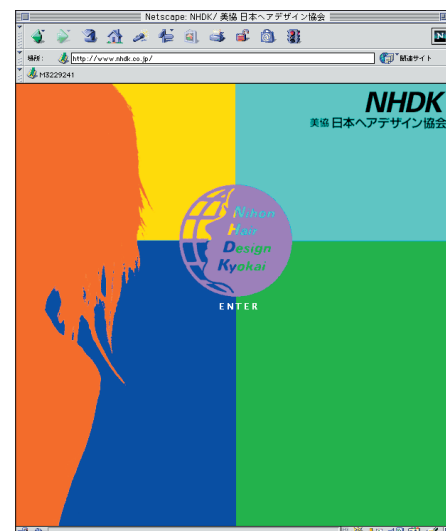 Netscape: NHDK/ 美協 日本ヘアデザイン協会
場所: http://www.nhdk.co.jp/ 関連サイト
M3229241
NHDK
美協 日本ヘアデザイン協会
Nihon
Hair
Design
Kyokai
ENTER